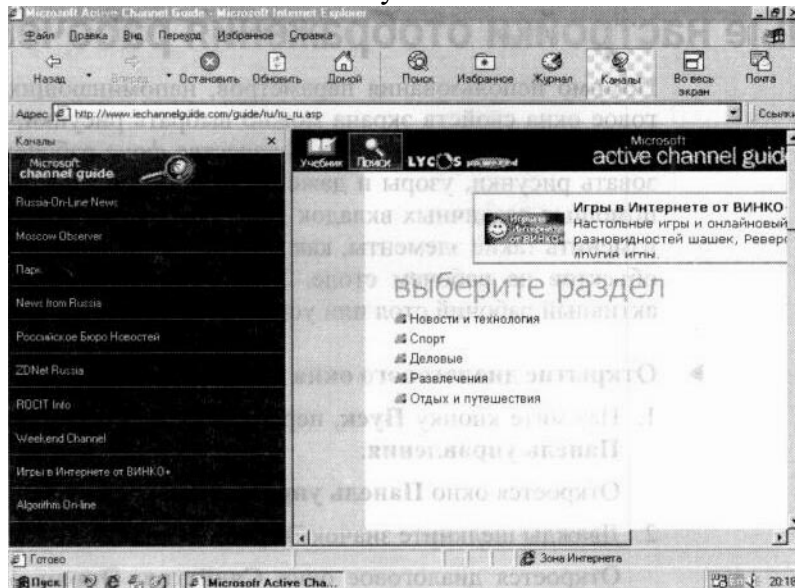 Microsoft Active Channel Guide - Microsoft Internet Explorer
Файл Правка Вид Переход Избранное Справка
Назад Вперед Остановить Обновить Домой Поиск Избранное Журнал Каналы Во весь экран Почта
Адрес http://www.iechannelguide.com/guide/ru/ru_ru.asp Ссылки
Каналы
Microsoft
channel guide
Russia-On-Line News
Moscow Observer
Парк
News from Russia
Российское Бюро Новостей
ZDNet Russia
ROCIT Info
Weekend Channel
Игры в Интернете от ВИНКО+
Algorithm On-line
Учебник Поиск LYCOS
Microsoft
active channel guid
Игры в Интернете от ВИНКО
Настольные игры и онлайновый
разновидностей шашек, Реверс
другия игры.
выберите раздел
Новости и технология
Спорт
Деловые
Развлечения
Отдых и путешествия
Готово Зона Интернета
Пуск Microsoft Active Cha... 20:18